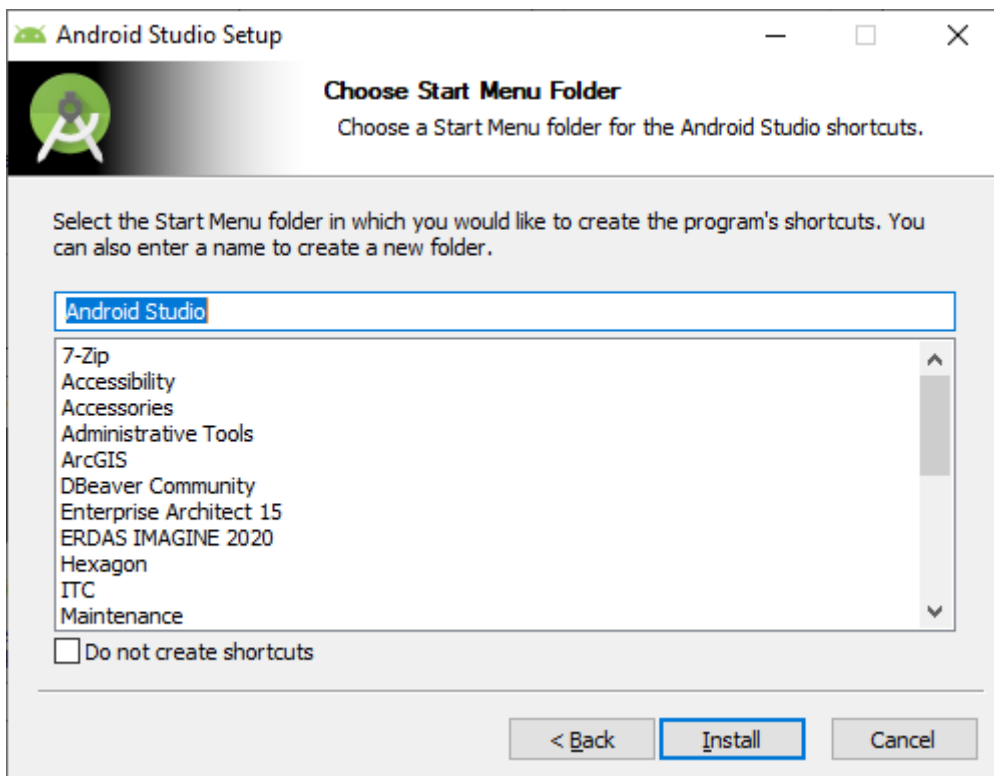 Android Studio Setup
Choose Start Menu Folder
Choose a Start Menu folder for the Android Studio shortcuts.
Select the Start Menu folder in which you would like to create the program's shortcuts. You
can also enter a name to create a new folder.
Android Studio
7-Zip
Accessibility
Accessories
Administrative Tools
ArcGIS
DBeaver Community
Enterprise Architect 15
ERDAS IMAGINE 2020
Hexagon
ITC
Maintenance
Do not create shortcuts
< Back Install Cancel